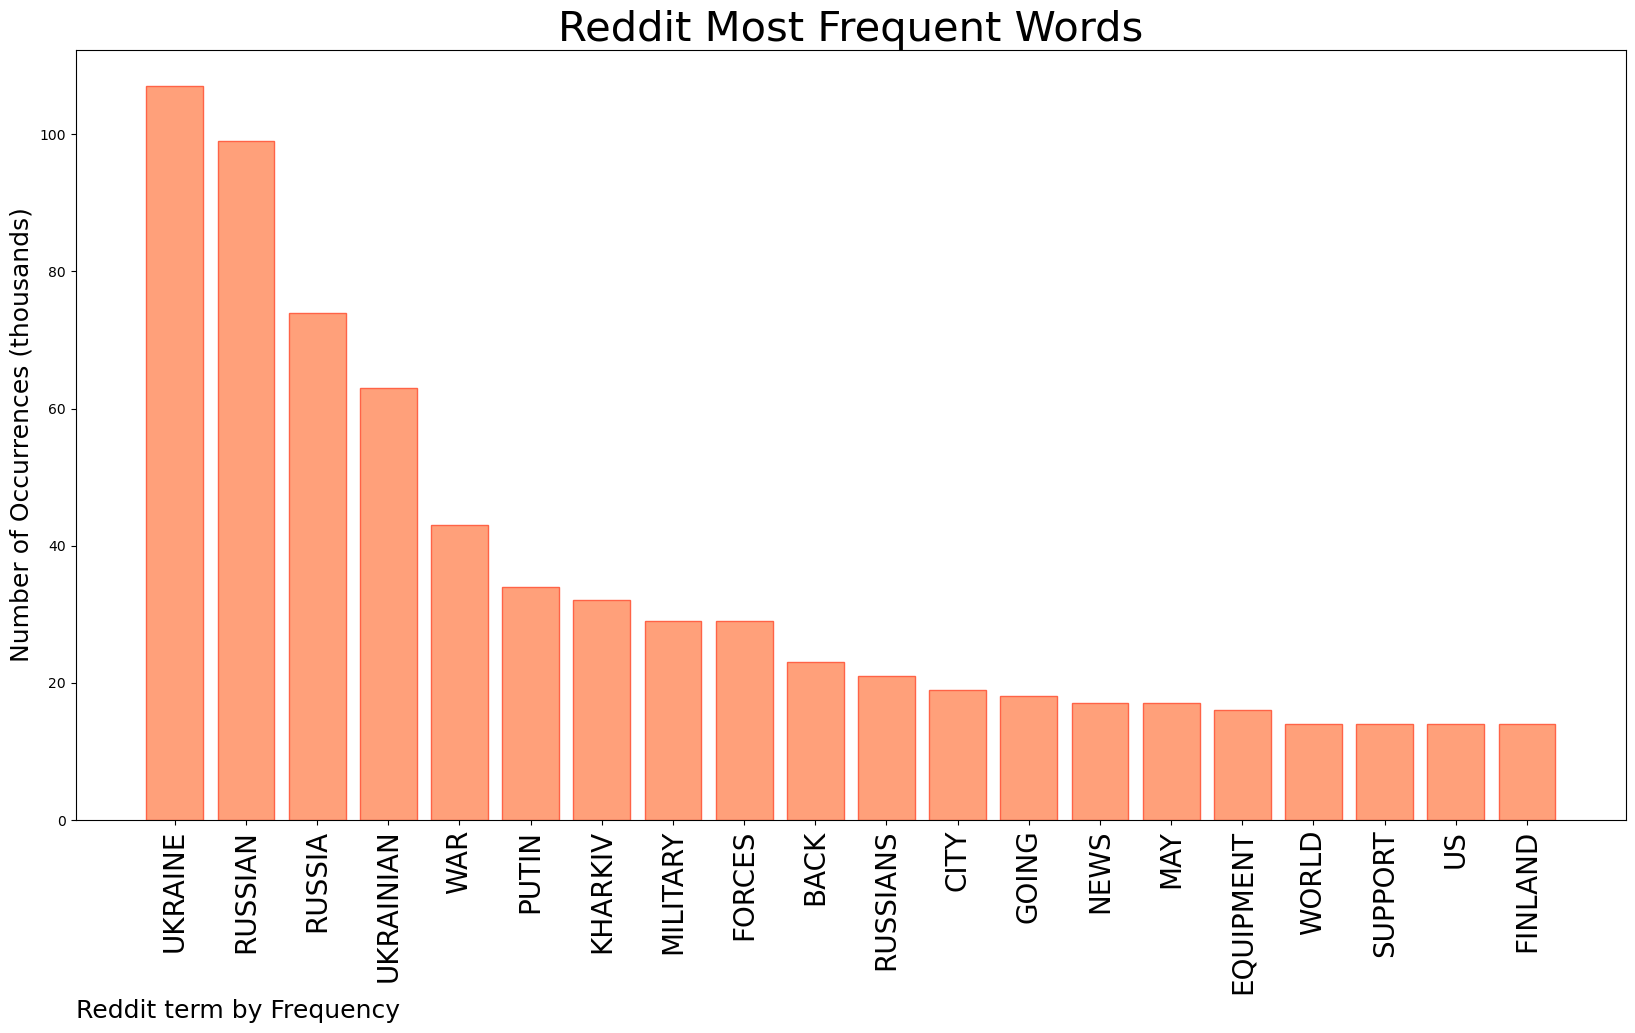 Reddit Most Frequent Words
Number of Occurrences (thousands)
100
80
60
40
20
0
UKRAINE
RUSSIAN
RUSSIA
UKRAINIAN
WAR
PUTIN
KHARKIV
MILITARY
FORCES
BACK
RUSSIANS
CITY
GOING
NEWS
MAY
EQUIPMENT
WORLD
SUPPORT
US
FINLAND
Reddit term by Frequency